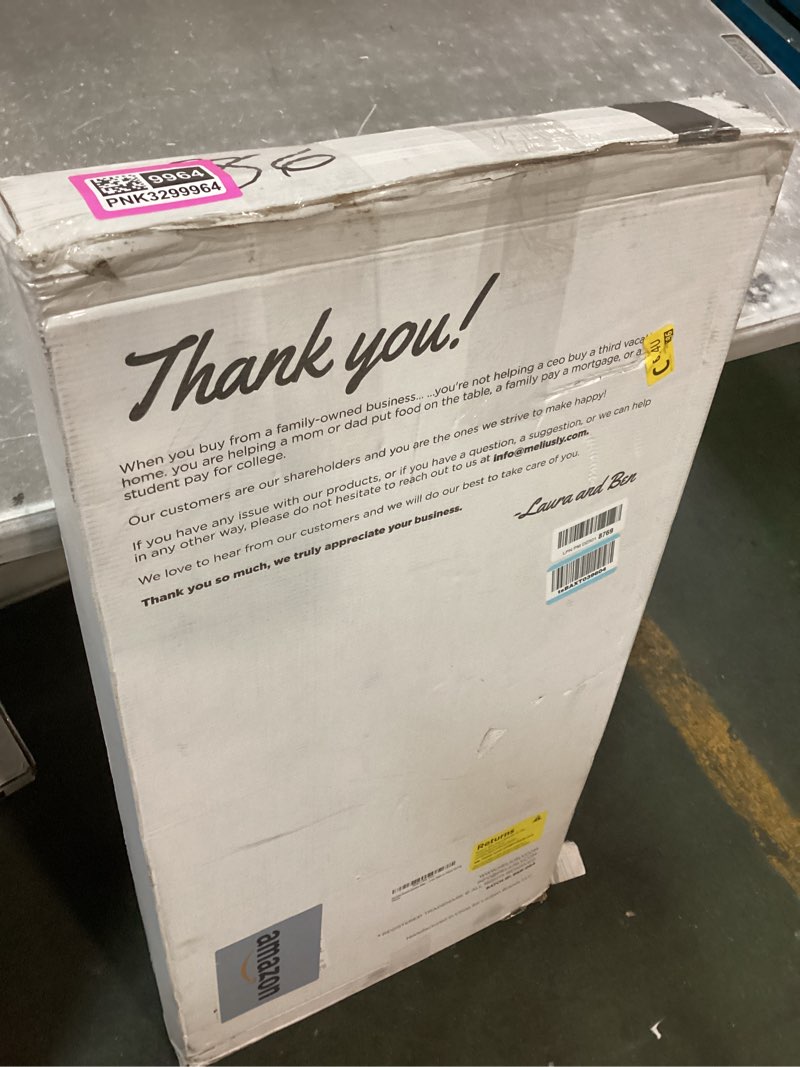 36
9964
PNK3299964
Thank you!
When you buy from a family-owned business... ...you're not helping a ceo buy a third
home. you are helping a mom or dad put food on the table, a family pay a mortgage, or a
student pay for college.
Our customers are our shareholders and you are the ones we strive to make happy!
If you have any issue with our products, or if you have a question, a suggestion, or we can help
in any other way, please do not hesitate to reach out to us at info@meliusly.com.
We love to hear from our customers and we will do our best to take care of you.
Thank you so much, we truly appreciate your business.
-Laura and Ben
8769
Returns
amazon